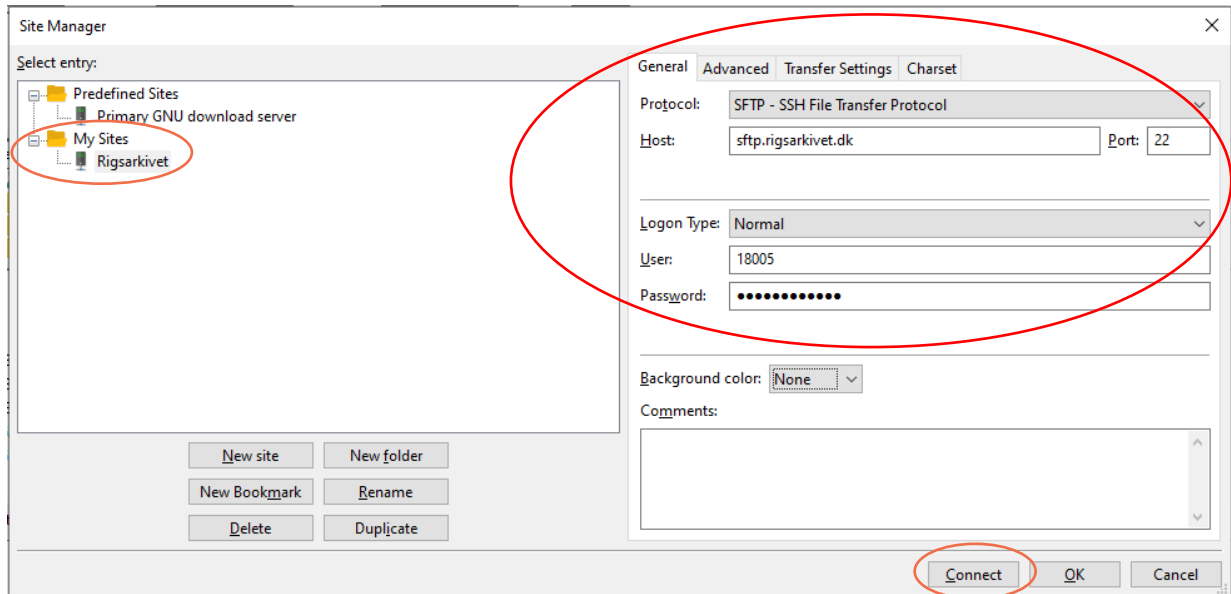 Site Manager
Select entry:
Predefined Sites
Primary GNU download server
My Sites
Rigsarkivet
New site New folder
New Bookmark Rename
Delete Duplicate
General Advanced Transfer Settings Charset
Protocol: SFTP - SSH File Transfer Protocol
Host: sftp.rigsarkivet.dk Port: 22
Logon Type: Normal
User: 18005
Password: ●●●●●●●●●●●●
Background color: None
Comments:
Connect OK Cancel